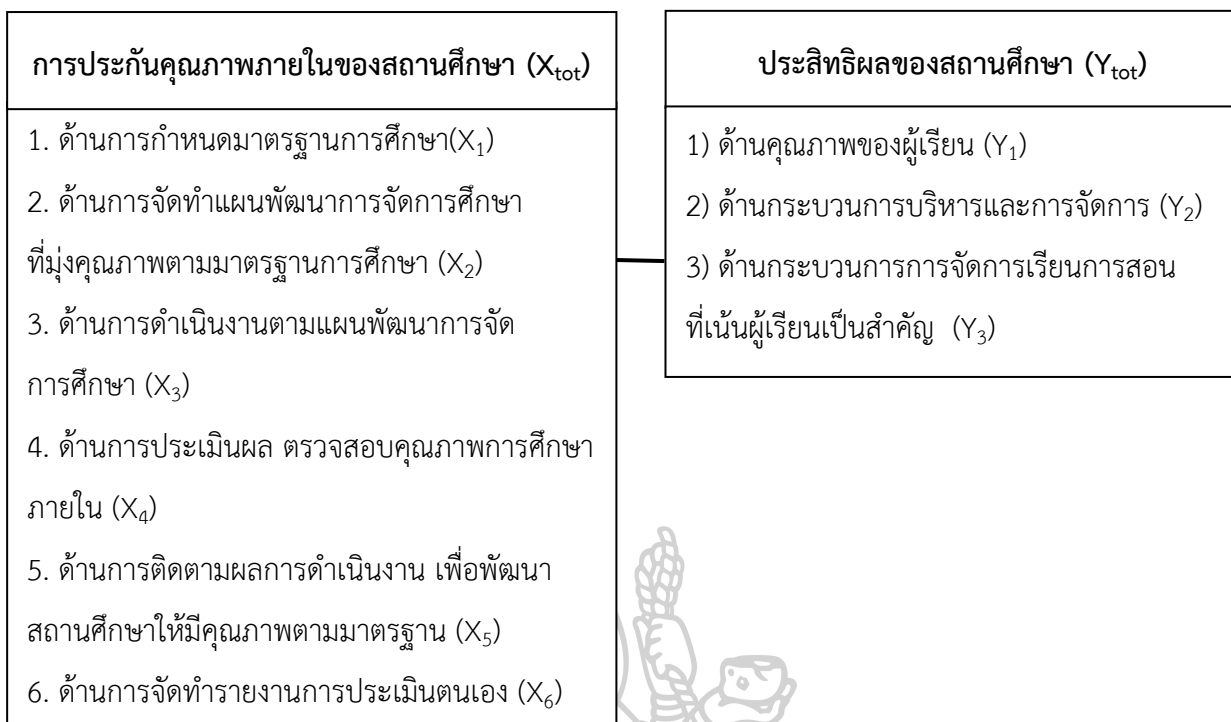 การประกันคุณภาพภายในของสถานศึกษา (Xtot)
1. ด้านการกำหนดมาตรฐานการศึกษา(X1)
2. ด้านการจัดทำแผนพัฒนาการจัดการศึกษา
ที่มุ่งคุณภาพตามมาตรฐานการศึกษา (X2)
3. ด้านการดำเนินงานตามแผนพัฒนาการจัด
การศึกษา (X3)
4. ด้านการประเมินผล ตรวจสอบคุณภาพการศึกษา
ภายใน (X4)
5. ด้านการติดตามผลการดำเนินงาน เพื่อพัฒนา
สถานศึกษาให้มีคุณภาพตามมาตรฐาน (X5)
6. ด้านการจัดทำรายงานการประเมินตนเอง (X6)
ประสิทธิผลของสถานศึกษา (Ytot)
1) ด้านคุณภาพของผู้เรียน (Y1)
2) ด้านกระบวนการบริหารและการจัดการ (Y2)
3) ด้านกระบวนการการจัดการเรียนการสอน
ที่เน้นผู้เรียนเป็นสำคัญ (Y3)